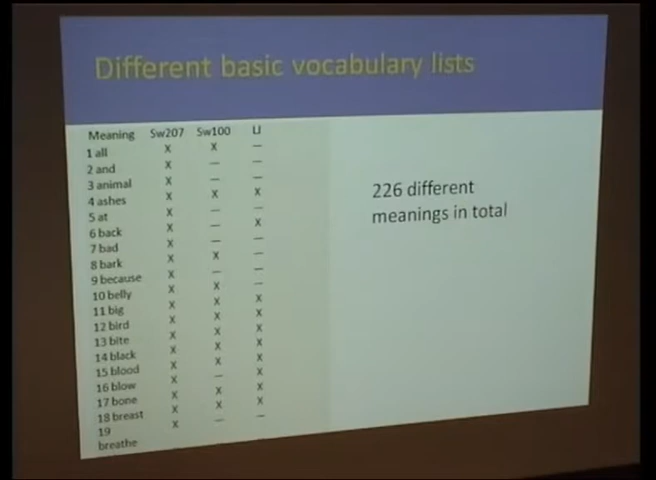 Different basic vocabulary lists
Meaning Sw207 Sw100 LJ
1 all X X –
2 and X – –
3 animal X – –
4 ashes X X X
5 at X – –
6 back X – X
7 bad X – –
8 bark X X –
9 because X – –
10 belly X X –
11 big X X X
12 bird X X X
13 bite X X X
14 black X X X
15 blood X X X
16 blow X – X
17 bone X X X
18 breast X X X
19 X – –
breathe
226 different
meanings in total